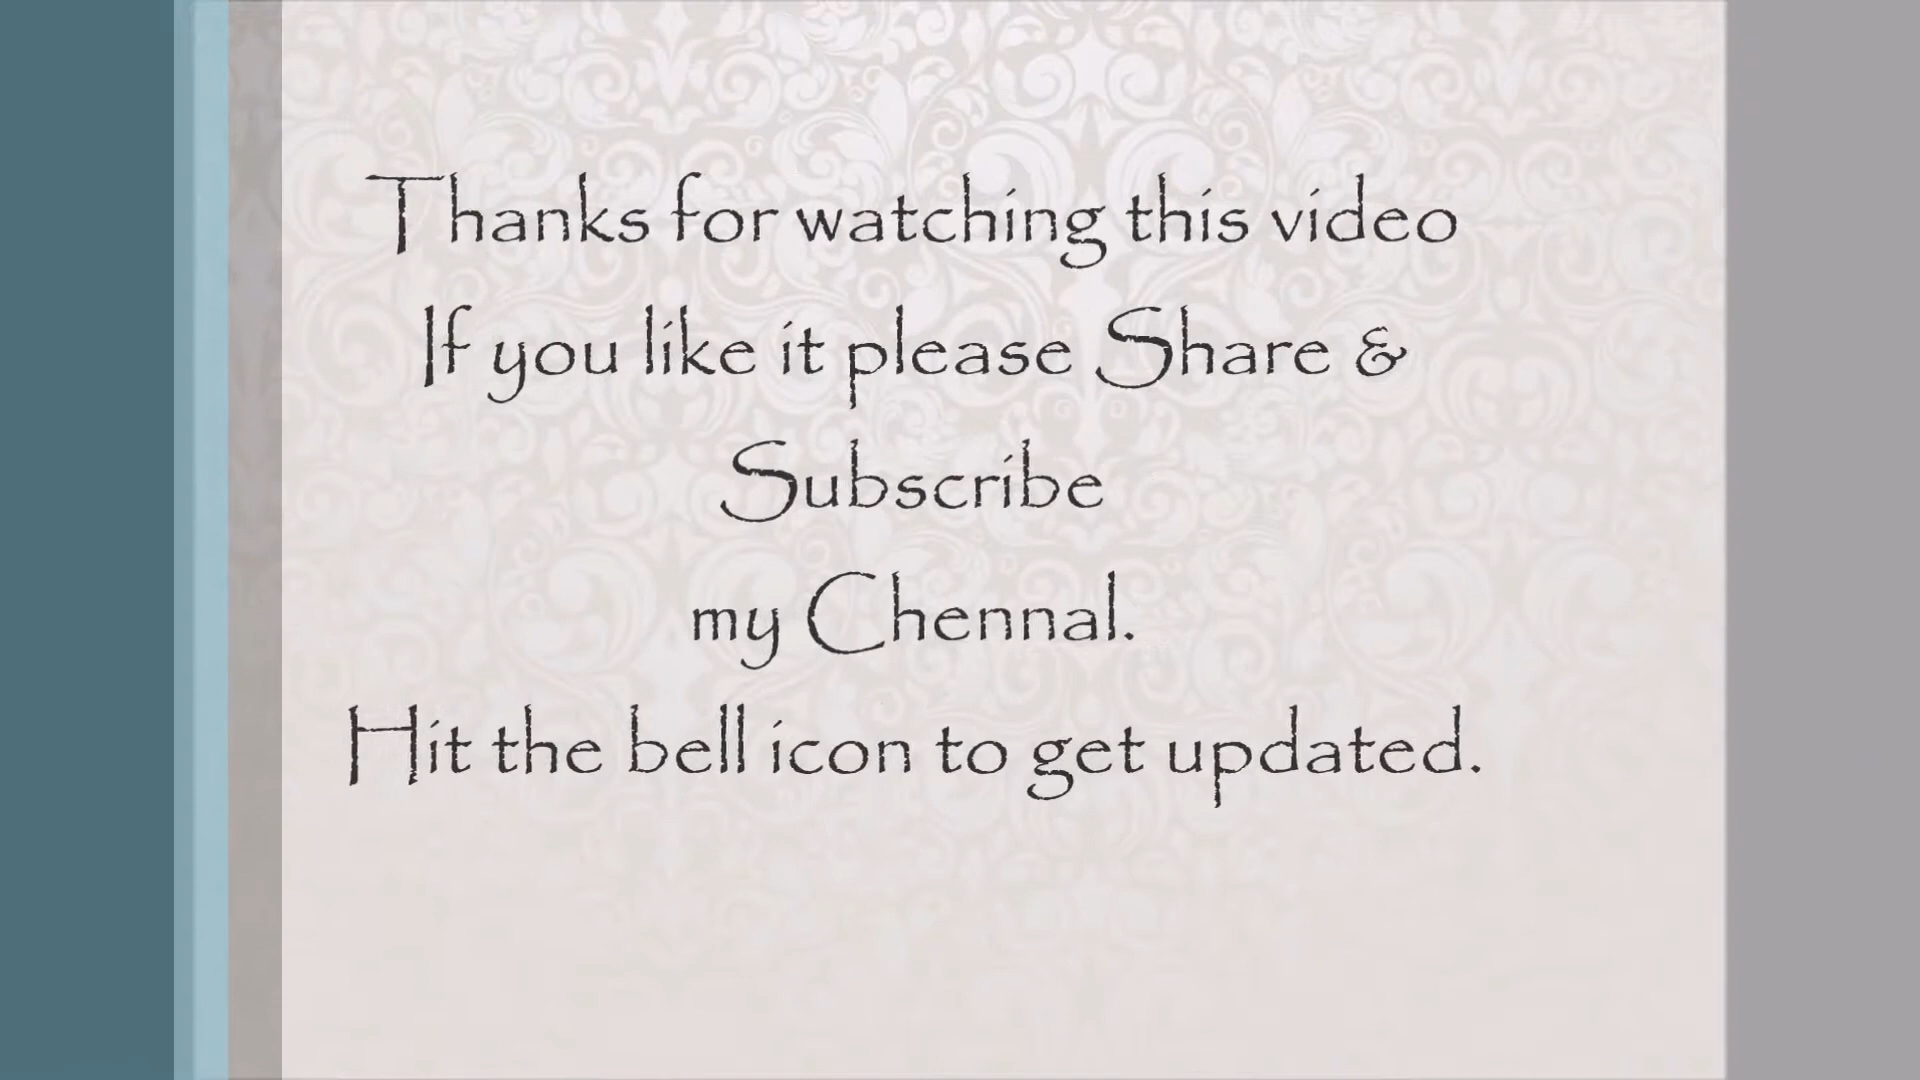 Thanks for watching this video
If you like it please Share &
Subscribe
my Chennal.
Hit the bell icon to get updated.